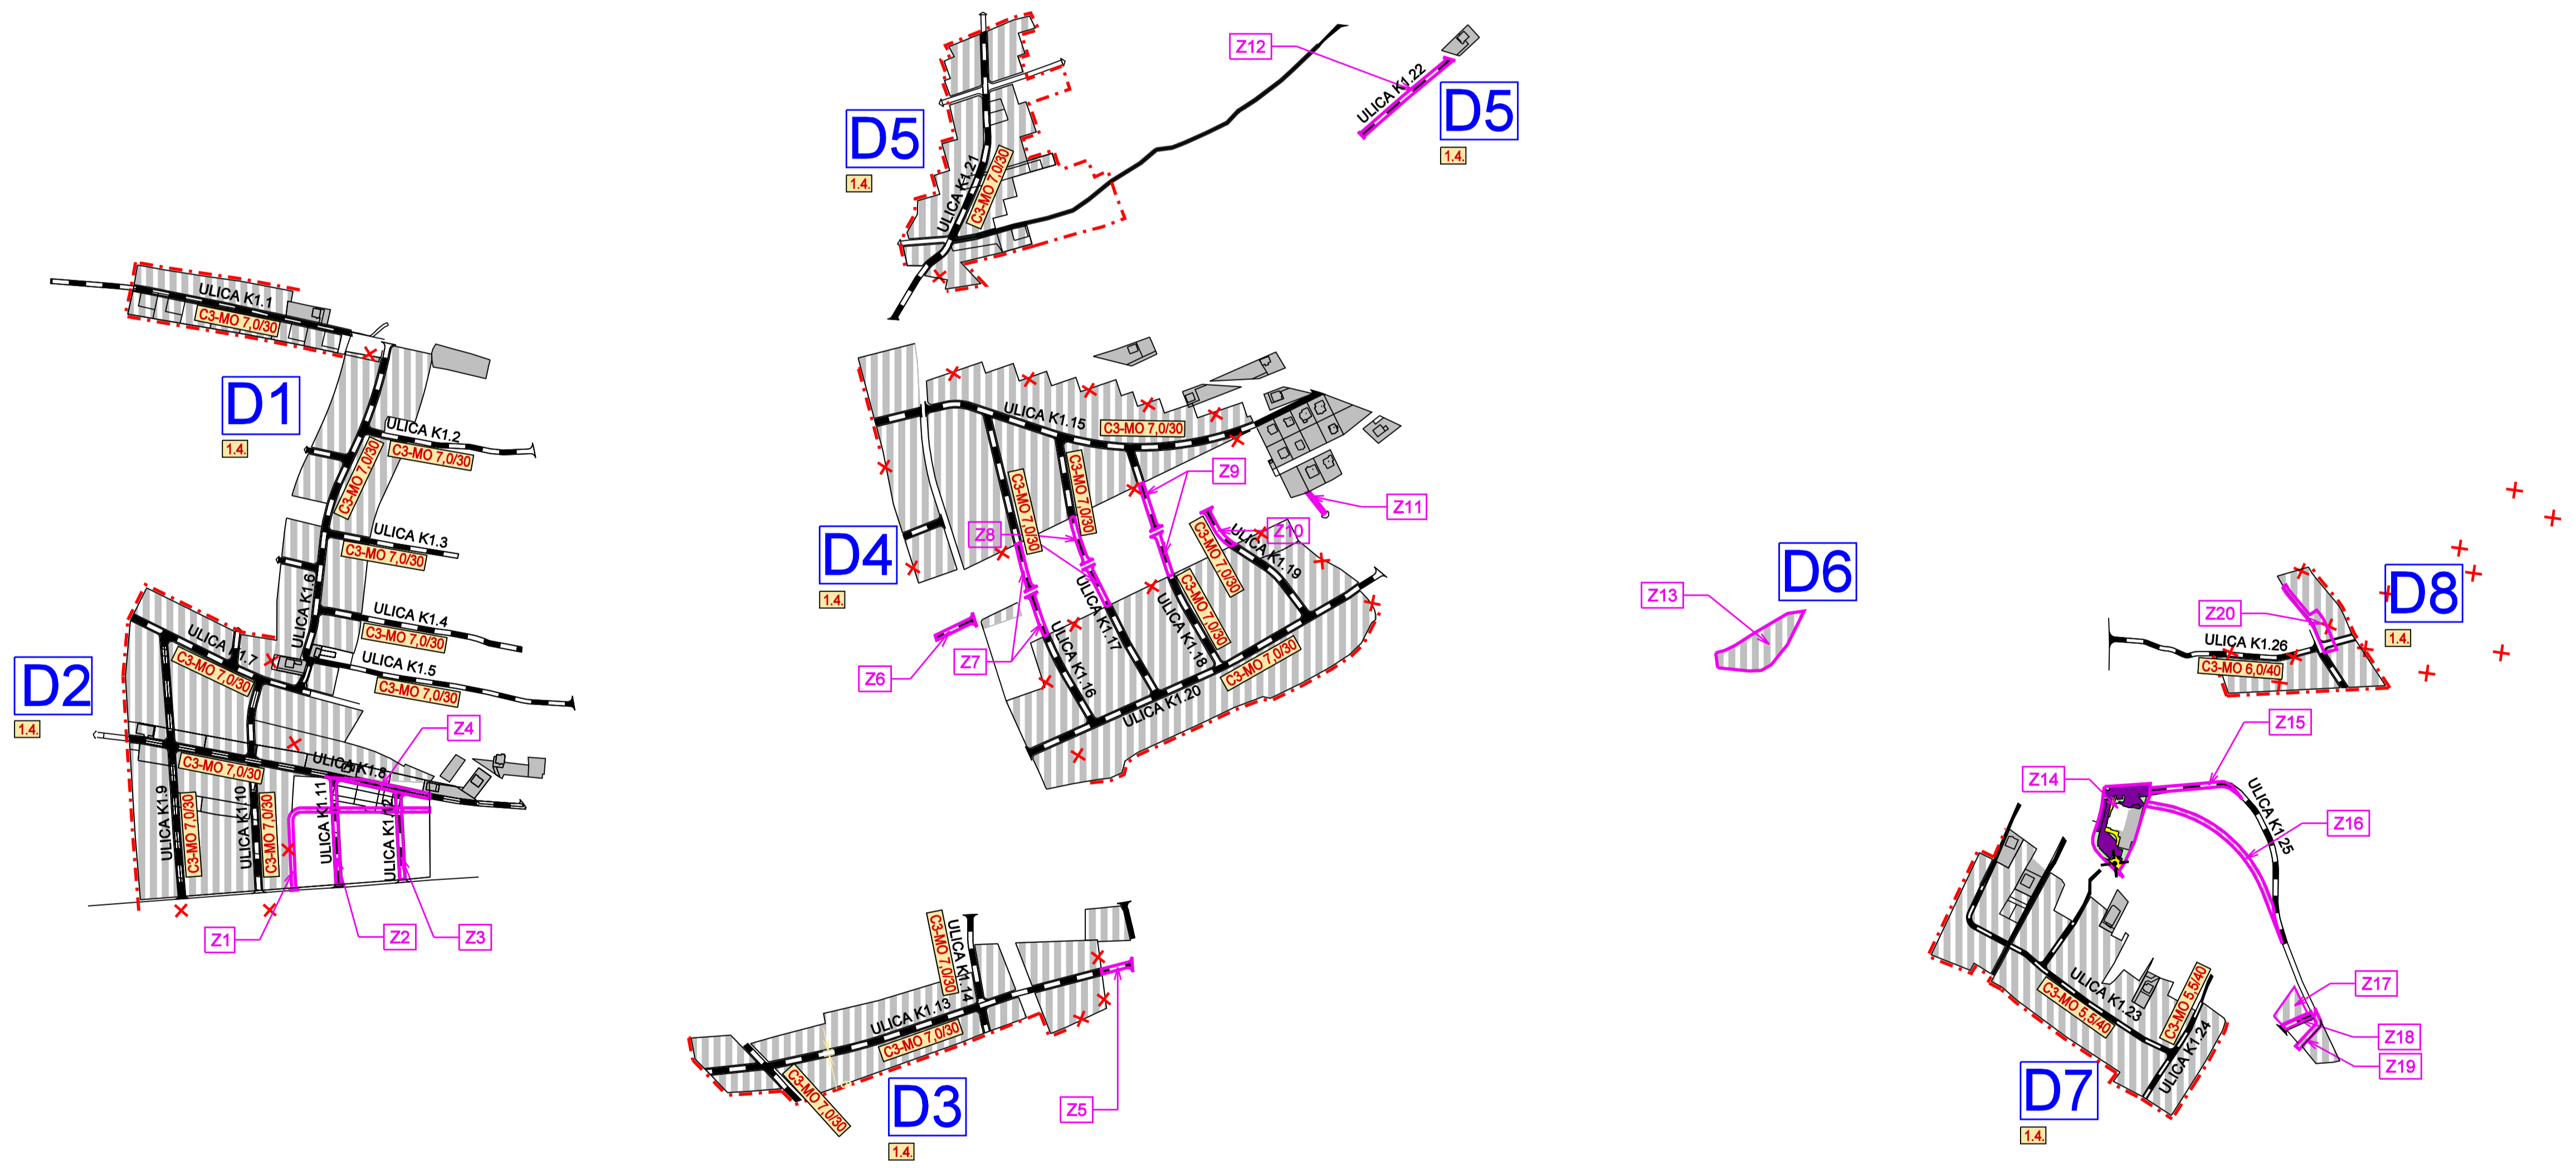 Z12
ULICA K1.22
D5
1.4.
D5
1.4.
ULICA K1.21
C3-MO 7,0/30
ULICA K1.1
C3-MO 7,0/30
D1
1.4.
ULICA K1.2
C3-MO 7,0/30
C3-MO 7,0/30
ULICA K1.3
C3-MO 7,0/30
ULICA K1.6
ULICA K1.4
C3-MO 7,0/30
ULICA K1.5
C3-MO 7,0/30
ULICA K1.7
C3-MO 7,0/30
D2
1.4.
Z4
ULICA K1.8
C3-MO 7,0/30
ULICA K1.9
C3-MO 7,0/30
ULICA K1.10
C3-MO 7,0/30
ULICA K1.11
ULICA K1.12
Z1
Z2
Z3
ULICA K1.15
C3-MO 7,0/30
C3-MO 7,0/30
C3-MO 7,0/30
Z9
Z11
Z8
Z10
C3-MO 7,0/30
ULICA K1.19
D4
1.4.
C3-MO 7,0/30
Z6
Z7
ULICA K1.16
ULICA K1.17
ULICA K1.18
C3-MO 7,0/30
ULICA K1.20
C3-MO 7,0/30
ULICA K1.14
ULICA K1.13
C3-MO 7,0/30
C3-MO 7,0/30
D3
1.4.
Z5
D6
Z13
D8
1.4.
Z20
ULICA K1.26
C3-MO 6,0/40
Z15
Z14
ULICA K1.25
Z16
Z17
Z18
Z19
ULICA K1.23
C3-MO 5,5/40
C3-MO 5,5/40
ULICA K1.24
D7
1.4.